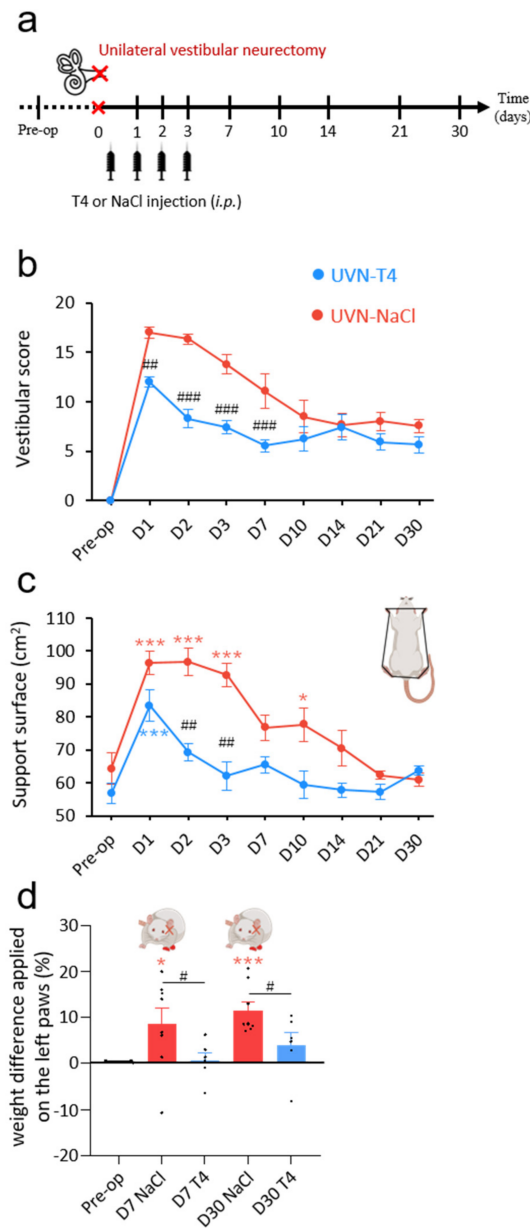 a
Unilateral vestibular neurectomy
Time
(days)
Pre-op 0 1 2 3 7 10 14 21 30
T4 or NaCl injection (i.p.)
b
UVN-T4
UVN-NaCl
Vestibular score
20
15
10
5
0
##
###
###
###
Pre-op D1 D2 D3 D7 D10 D14 D21 D30
c
Support surface (cm²)
110
100
90
80
70
60
50
*** *** *** *
***
## ##
Pre-op D1 D2 D3 D7 D10 D14 D21 D30
d
weight difference applied
on the left paws (%)
30
20
10
0
-10
-20
* ***
# #
Pre-op D7 NaCl D7 T4 D30 NaCl D30 T4